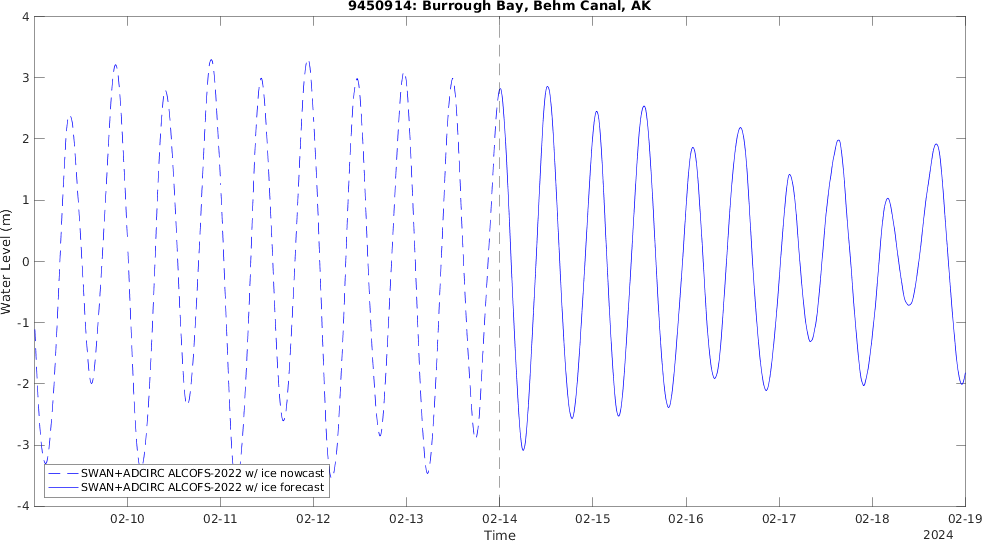 9450914: Burrough Bay, Behm Canal, AK
4
3
2
1
0
-1
-2
-3
-4
Water Level (m)
SWAN+ADCIRC ALCOFS-2022 w/ ice nowcast
SWAN+ADCIRC ALCOFS-2022 w/ ice forecast
02-10 02-11 02-12 02-13 02-14 02-15 02-16 02-17 02-18 02-19
Time
2024